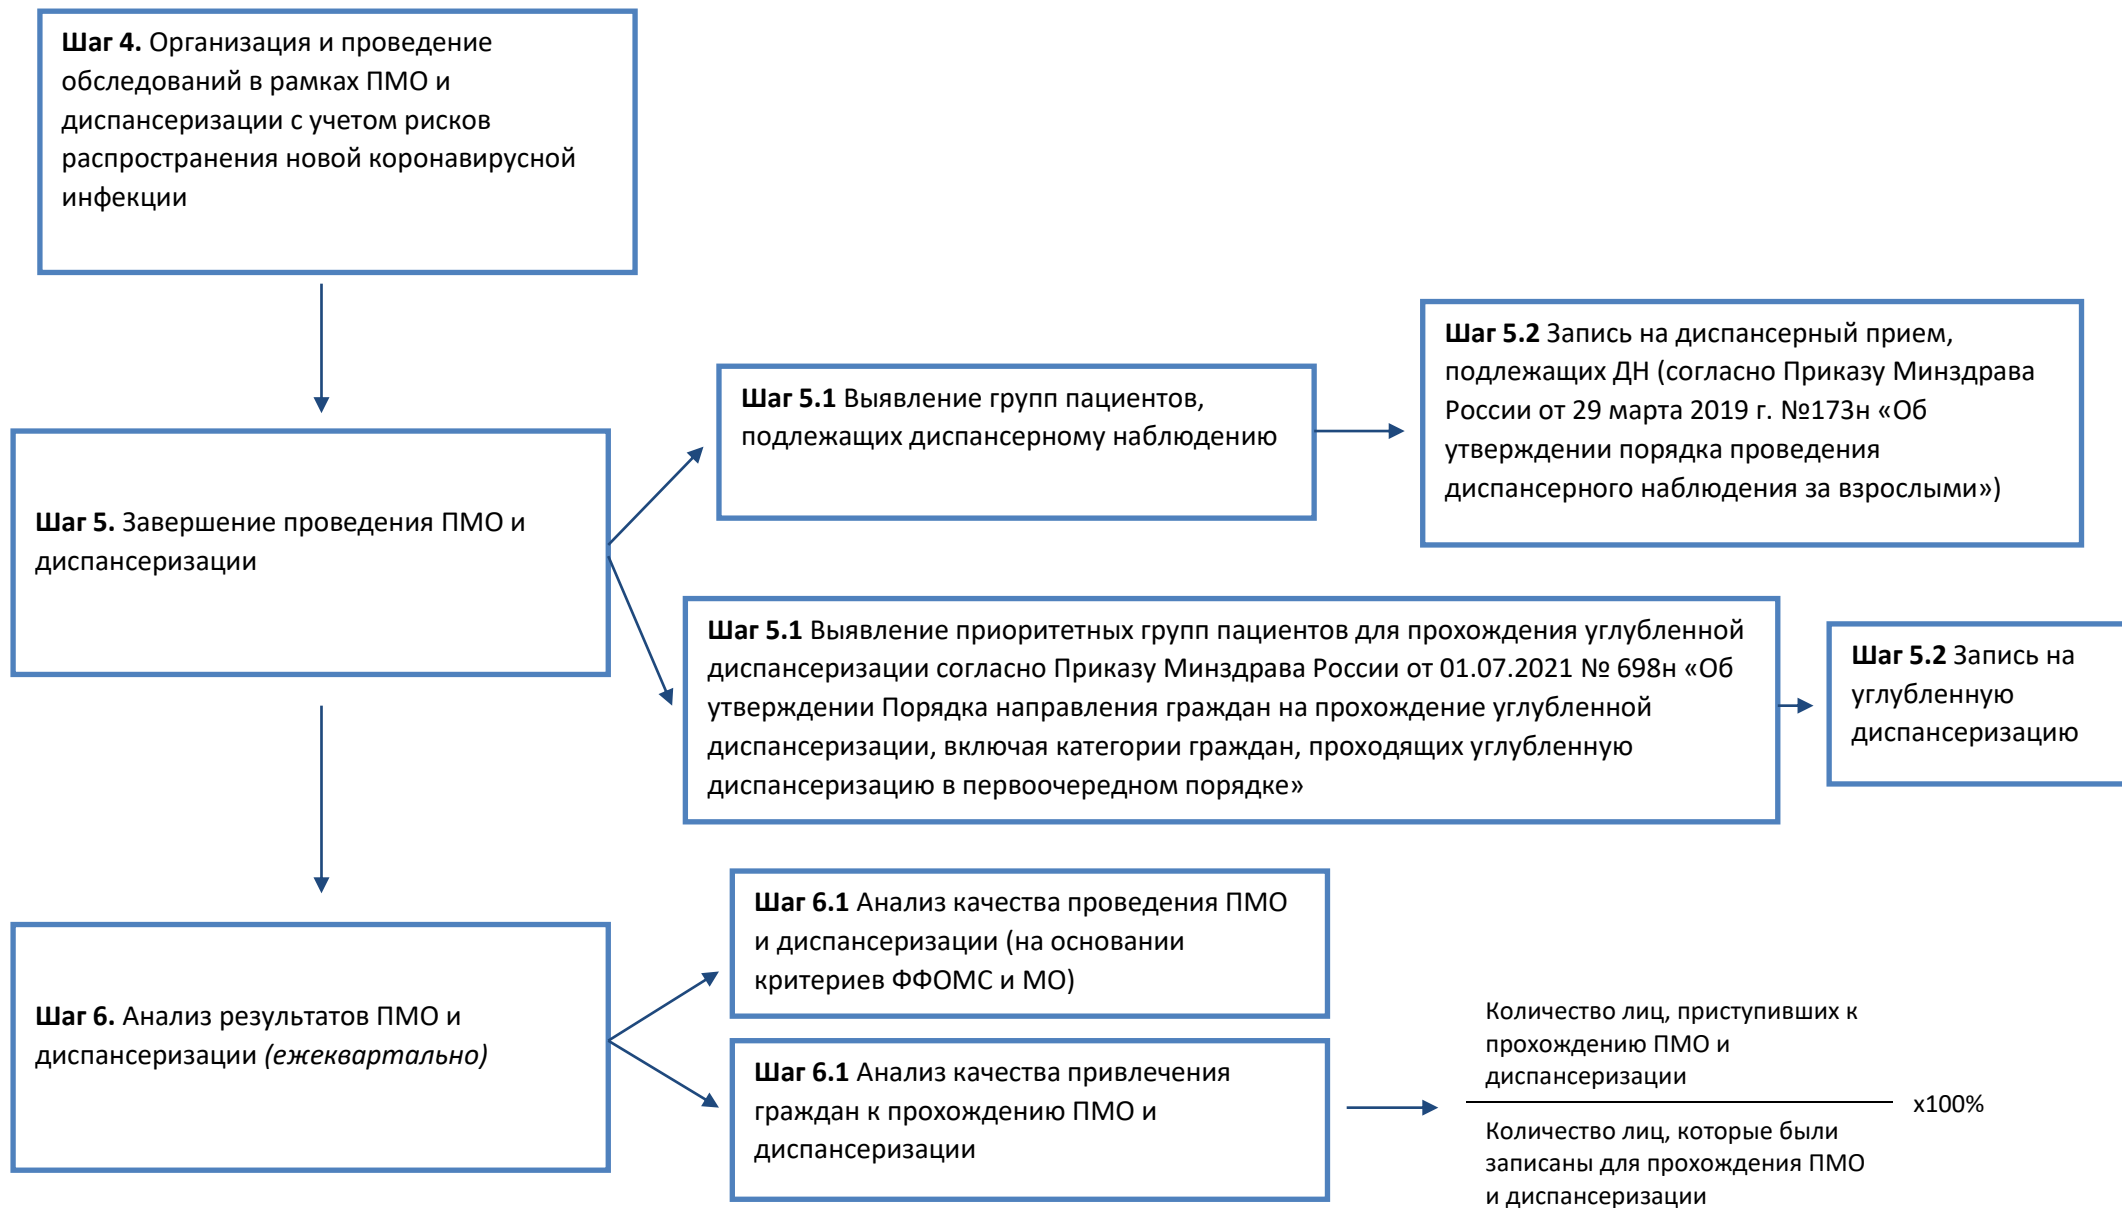 Шаг 4. Организация и проведение
обследований в рамках ПМО и
диспансеризации с учетом рисков
распространения новой коронавирусной
инфекции
Шаг 5. Завершение проведения ПМО и
диспансеризации
Шаг 5.1 Выявление групп пациентов,
подлежащих диспансерному наблюдению
Шаг 5.2 Запись на диспансерный прием,
подлежащих ДН (согласно Приказу Минздрава
России от 29 марта 2019 г. №173н «Об
утверждении порядка проведения
диспансерного наблюдения за взрослыми»)
Шаг 5.1 Выявление приоритетных групп пациентов для прохождения углубленной
диспансеризации согласно Приказу Минздрава России от 01.07.2021 № 698н «Об
утверждении Порядка направления граждан на прохождение углубленной
диспансеризации, включая категории граждан, проходящих углубленную
диспансеризацию в первоочередном порядке»
Шаг 5.2 Запись на
углубленную
диспансеризацию
Шаг 6. Анализ результатов ПМО и
диспансеризации (ежеквартально)
Шаг 6.1 Анализ качества проведения ПМО
и диспансеризации (на основании
критериев ФФОМС и МО)
Шаг 6.1 Анализ качества привлечения
граждан к прохождению ПМО и
диспансеризации
Количество лиц, приступивших к
прохождению ПМО и
диспансеризации
х100%
Количество лиц, которые были
записаны для прохождения ПМО
и диспансеризации